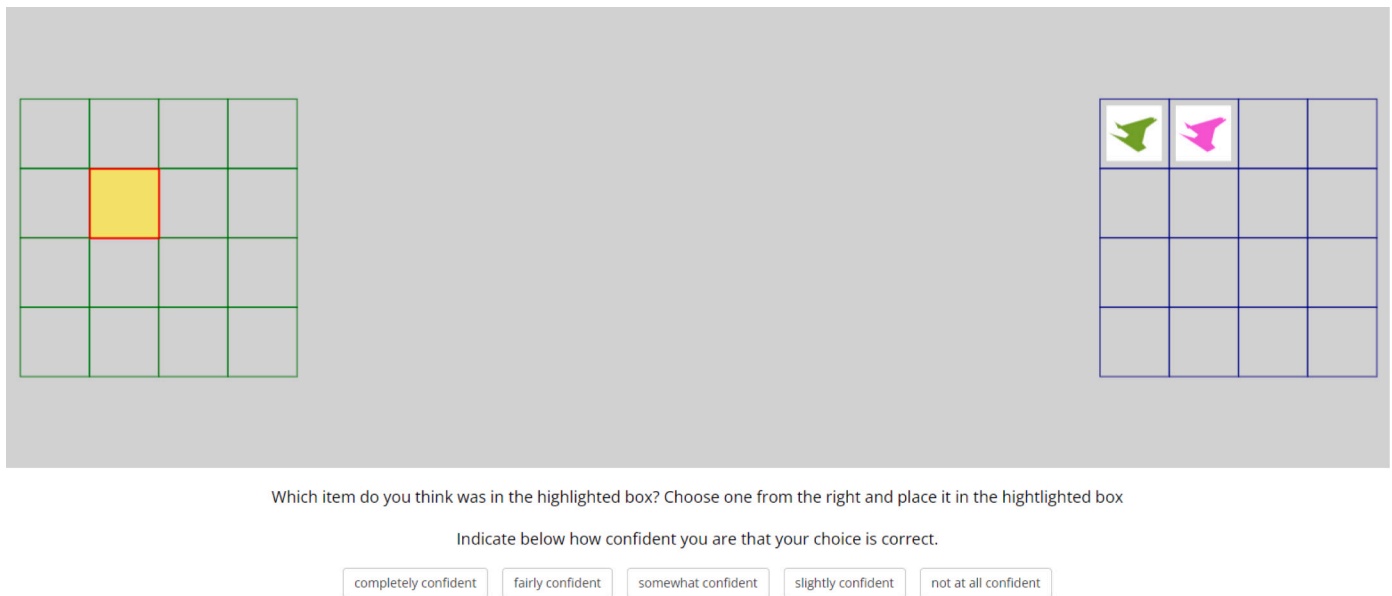 Which item do you think was in the highlighted box? Choose one from the right and place it in the hightlighted box
Indicate below how confident you are that your choice is correct.
completely confident fairly confident somewhat confident slightly confident not at all confident